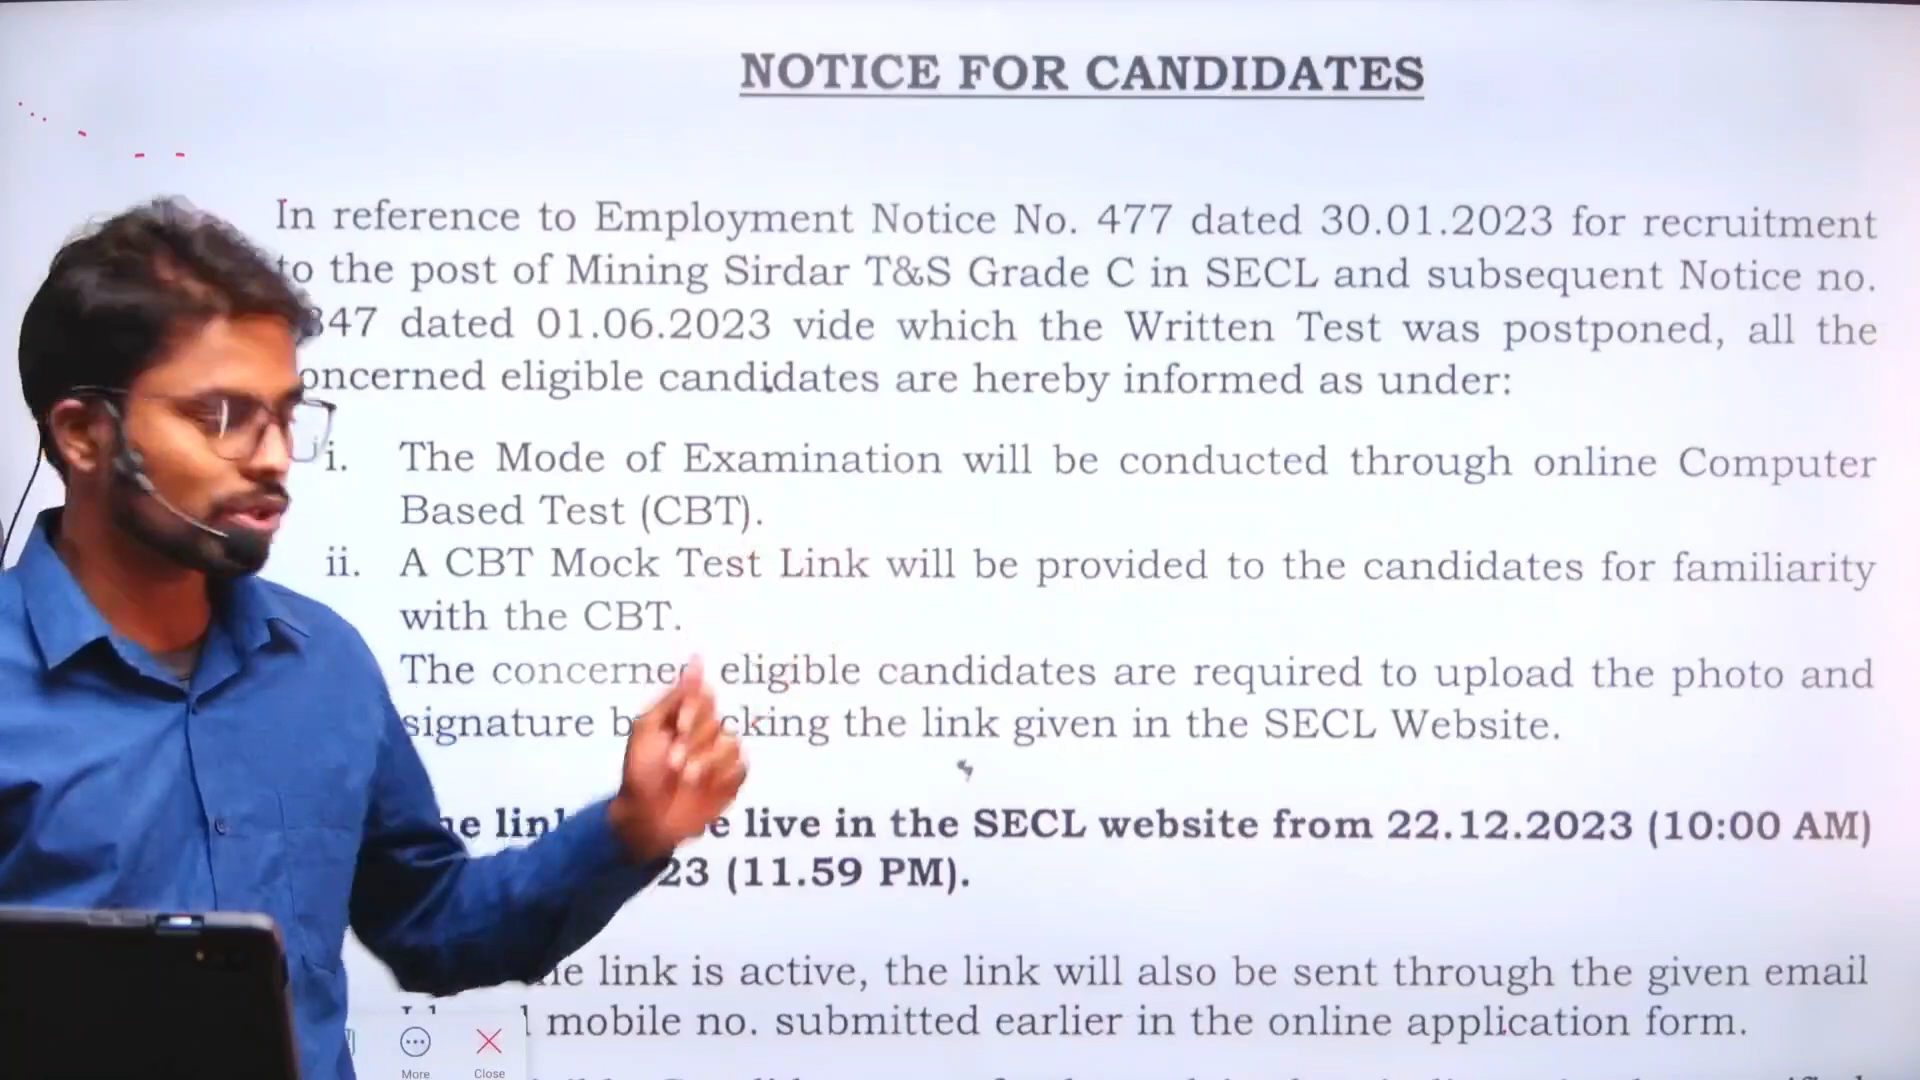 NOTICE FOR CANDIDATES
In reference to Employment Notice No. 477 dated 30.01.2023 for recruitment
to the post of Mining Sirdar T&S Grade C in SECL and subsequent Notice no.
347 dated 01.06.2023 vide which the Written Test was postponed, all the
oncerned eligible candidates are hereby informed as under:
i. The Mode of Examination will be conducted through online Computer
Based Test (CBT).
ii. A CBT Mock Test Link will be provided to the candidates for familiarity
with the CBT.
The concerne eligible candidates are required to upload the photo and
signature b cking the link given in the SECL Website.
he lin e live in the SECL website from 22.12.2023 (10:00 AM)
23 (11.59 PM).
link is active, the link will also be sent through the given email
mobile no. submitted earlier in the online application form.
More
Close